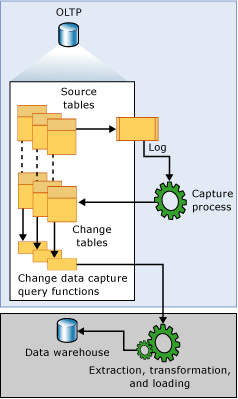 OLTP
Source
tables
Log
Capture
process
Change
tables
Change data capture
query functions
Data warehouse
Extraction, transformation,
and loading